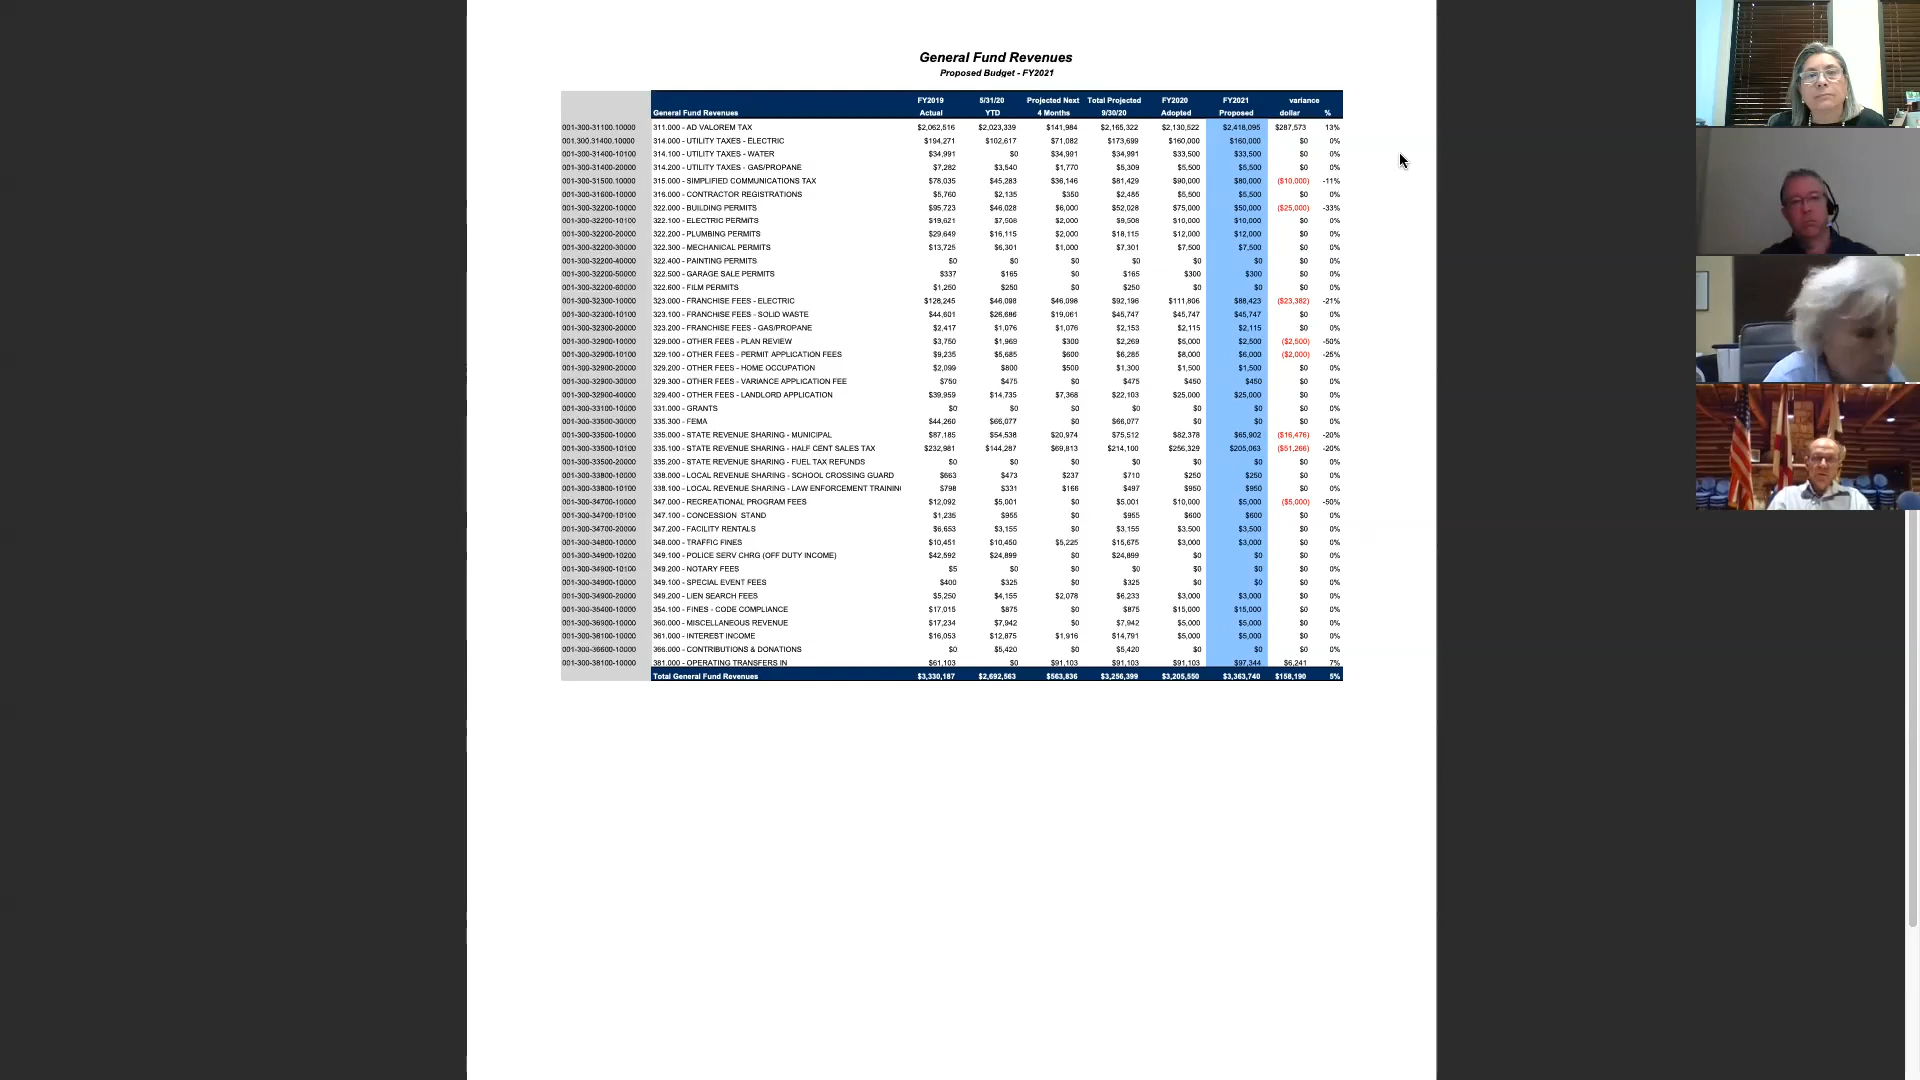 General Fund Revenues
Proposed Budget - FY2021
FY2019 5/31/20 Projected Next Total Projected FY2020 FY2021 variance
General Fund Revenues Actual YTD 4 Months 9/30/20 Adopted Proposed dollar %
001-300-31100.10000 311.000 - AD VALOREM TAX $2,062,516 $2,023,339 $141,984 $2,165,322 $2,130,522 $2,418,095 $287,573 13%
001.300.31400.10000 314.000 - UTILITY TAXES - ELECTRIC $194,271 $102,617 $71,082 $173,699 $160,000 $160,000 $0 0%
001-300-31400-10100 314.100 - UTILITY TAXES - WATER $34,991 $0 $34,991 $34,991 $33,500 $33,500 $0 0%
001-300-31400-20000 314.200 - UTILITY TAXES - GAS/PROPANE $7,282 $3,540 $1,770 $5,309 $5,500 $5,500 $0 0%
001-300-31500.10000 315.000 - SIMPLIFIED COMMUNICATIONS TAX $78,035 $45,283 $36,146 $81,429 $90,000 $80,000 ($10,000) -11%
001-300-31600-10000 316.000 - CONTRACTOR REGISTRATIONS $5,760 $2,135 $350 $2,485 $5,500 $5,500 $0 0%
001-300-32200-10000 322.000 - BUILDING PERMITS $95,723 $46,028 $6,000 $52,028 $75,000 $50,000 ($25,000) -33%
001-300-32200-10100 322.100 - ELECTRIC PERMITS $19,621 $7,508 $2,000 $9,508 $10,000 $10,000 $0 0%
001-300-32200-20000 322.200 - PLUMBING PERMITS $29,649 $16,115 $2,000 $18,115 $12,000 $12,000 $0 0%
001-300-32200-30000 322.300 - MECHANICAL PERMITS $13,725 $6,301 $1,000 $7,301 $7,500 $7,500 $0 0%
001-300-32200-40000 322.400 - PAINTING PERMITS $0 $0 $0 $0 $0 $0 $0 0%
001-300-32200-50000 322.500 - GARAGE SALE PERMITS $337 $165 $0 $165 $300 $300 $0 0%
001-300-32200-60000 322.600 - FILM PERMITS $1,250 $250 $0 $250 $0 $0 $0 0%
001-300-32300-10000 323.000 - FRANCHISE FEES - ELECTRIC $128,245 $46,098 $46,098 $92,196 $111,806 $88,423 ($23,382) -21%
001-300-32300-10100 323.100 - FRANCHISE FEES - SOLID WASTE $44,601 $26,686 $19,061 $45,747 $45,747 $45,747 $0 0%
001-300-32300-20000 323.200 - FRANCHISE FEES - GAS/PROPANE $2,417 $1,076 $1,076 $2,153 $2,115 $2,115 $0 0%
001-300-32900-10000 329.000 - OTHER FEES - PLAN REVIEW $3,750 $1,969 $300 $2,269 $5,000 $2,500 ($2,500) -50%
001-300-32900-10100 329.100 - OTHER FEES - PERMIT APPLICATION FEES $9,235 $5,685 $600 $6,285 $8,000 $6,000 ($2,000) -25%
001-300-32900-20000 329.200 - OTHER FEES - HOME OCCUPATION $2,099 $800 $500 $1,300 $1,500 $1,500 $0 0%
001-300-32900-30000 329.300 - OTHER FEES - VARIANCE APPLICATION FEE $750 $475 $0 $475 $450 $450 $0 0%
001-300-32900-40000 329.400 - OTHER FEES - LANDLORD APPLICATION $39,959 $14,735 $7,368 $22,103 $25,000 $25,000 $0 0%
001-300-33100-10000 331.000 - GRANTS $0 $0 $0 $0 $0 $0 $0 0%
001-300-33500-30000 335.300 - FEMA $44,260 $66,077 $0 $66,077 $0 $0 $0 0%
001-300-33500-10000 335.000 - STATE REVENUE SHARING - MUNICIPAL $87,185 $54,538 $20,974 $75,512 $82,378 $65,902 ($16,476) -20%
001-300-33500-10100 335.100 - STATE REVENUE SHARING - HALF CENT SALES TAX $232,981 $144,287 $69,813 $214,100 $256,329 $205,063 ($51,266) -20%
001-300-33500-20000 335.200 - STATE REVENUE SHARING - FUEL TAX REFUNDS $0 $0 $0 $0 $0 $0 $0 0%
001-300-33800-10000 338.000 - LOCAL REVENUE SHARING - SCHOOL CROSSING GUARD $663 $473 $237 $710 $250 $250 $0 0%
001-300-33800-10100 338.100 - LOCAL REVENUE SHARING - LAW ENFORCEMENT TRAINING $798 $331 $166 $497 $950 $950 $0 0%
001-300-34700-10000 347.000 - RECREATIONAL PROGRAM FEES $12,092 $5,001 $0 $5,001 $10,000 $5,000 ($5,000) -50%
001-300-34700-10100 347.100 - CONCESSION STAND $1,235 $955 $0 $955 $600 $600 $0 0%
001-300-34700-20000 347.200 - FACILITY RENTALS $6,653 $3,155 $0 $3,155 $3,500 $3,500 $0 0%
001-300-34800-10000 348.000 - TRAFFIC FINES $10,451 $10,450 $5,225 $15,675 $3,000 $3,000 $0 0%
001-300-34900-10200 349.100 - POLICE SERV CHRG (OFF DUTY INCOME) $42,592 $24,899 $0 $24,899 $0 $0 $0 0%
001-300-34900-10100 349.200 - NOTARY FEES $5 $0 $0 $0 $0 $0 $0 0%
001-300-34900-10000 349.100 - SPECIAL EVENT FEES $400 $325 $0 $325 $0 $0 $0 0%
001-300-34900-20000 349.200 - LIEN SEARCH FEES $5,250 $4,155 $2,078 $6,233 $3,000 $3,000 $0 0%
001-300-35400-10000 354.100 - FINES - CODE COMPLIANCE $17,015 $875 $0 $875 $15,000 $15,000 $0 0%
001-300-36900-10000 360.000 - MISCELLANEOUS REVENUE $17,234 $7,942 $0 $7,942 $5,000 $5,000 $0 0%
001-300-36100-10000 361.000 - INTEREST INCOME $16,053 $12,875 $1,916 $14,791 $5,000 $5,000 $0 0%
001-300-36600-10000 366.000 - CONTRIBUTIONS & DONATIONS $0 $5,420 $0 $5,420 $0 $0 $0 0%
001-300-38100-10000 381.000 - OPERATING TRANSFERS IN $61,103 $0 $91,103 $91,103 $91,103 $97,344 $6,241 7%
Total General Fund Revenues $3,330,187 $2,692,563 $563,836 $3,256,399 $3,205,550 $3,363,740 $158,190 5%